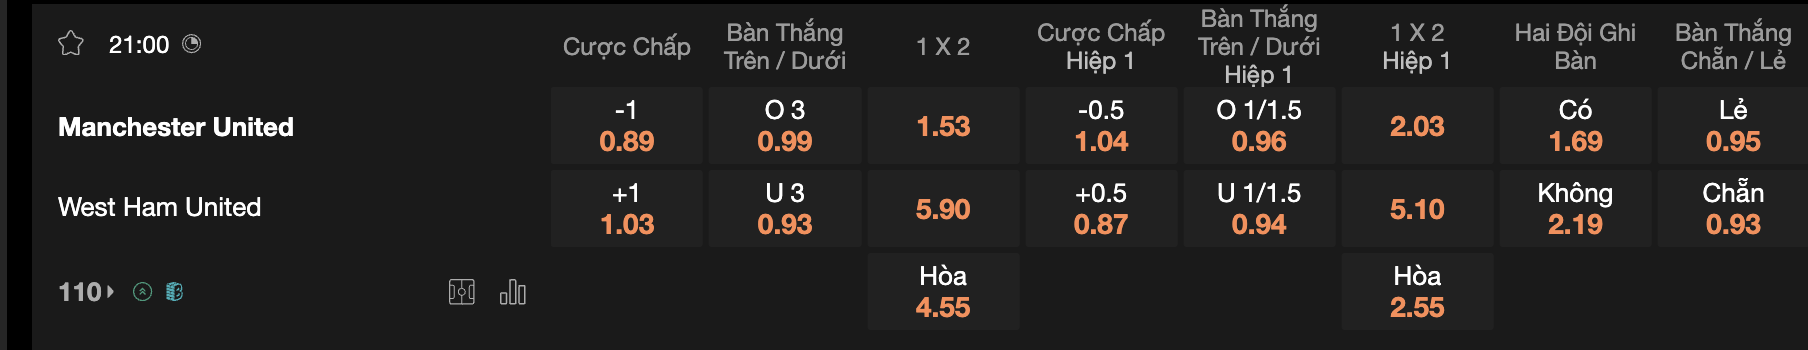 21:00
Cược Chấp
Bàn Thắng
Trên / Dưới
1 X 2
Cược Chấp
Hiệp 1
Bàn Thắng
Trên / Dưới
Hiệp 1
1 X 2
Hiệp 1
Hai Đội Ghi
Bàn
Bàn Thắng
Chẵn / Lẻ
Manchester United
-1
0.89
O 3
0.99
1.53
-0.5
1.04
O 1/1.5
0.96
2.03
Có
1.69
Lẻ
0.95
West Ham United
+1
1.03
U 3
0.93
5.90
+0.5
0.87
U 1/1.5
0.94
5.10
Không
2.19
Chẵn
0.93
110
Hòa
4.55
Hòa
2.55